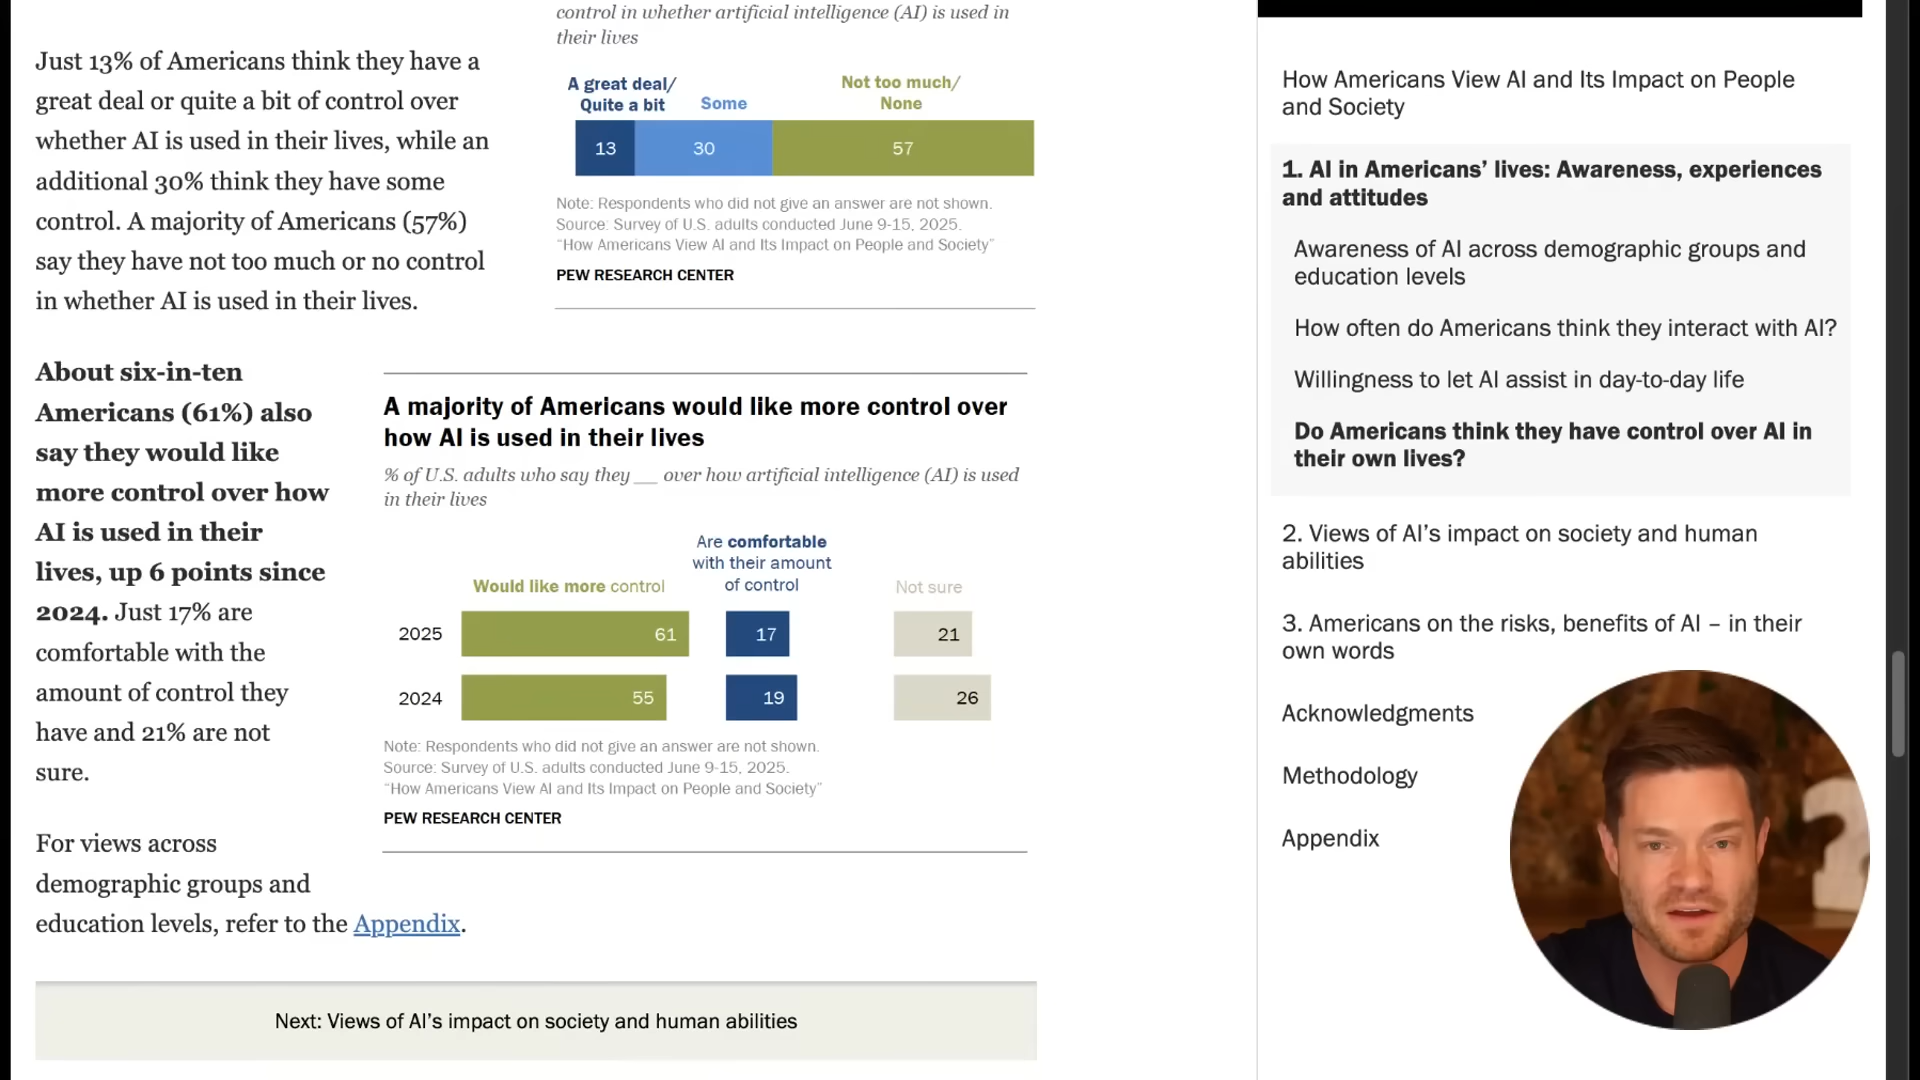 control in whether artificial intelligence (AI) is used in
their lives
Just 13% of Americans think they have a
great deal or quite a bit of control over
whether AI is used in their lives, while an
additional 30% think they have some
control. A majority of Americans (57%)
say they have not too much or no control
in whether AI is used in their lives.
A great deal/
Quite a bit
Some
Not too much/
None
13
30
57
Note: Respondents who did not give an answer are not shown.
Source: Survey of U.S. adults conducted June 9-15, 2025.
“How Americans View AI and Its Impact on People and Society”
PEW RESEARCH CENTER
About six-in-ten
Americans (61%) also
say they would like
more control over how
AI is used in their
lives, up 6 points since
2024. Just 17% are
comfortable with the
amount of control they
have and 21% are not
sure.
For views across
demographic groups and
education levels, refer to the Appendix.
A majority of Americans would like more control over
how AI is used in their lives
% of U.S. adults who say they __ over how artificial intelligence (AI) is used
in their lives
Would like more control
Are comfortable
with their amount
of control
Not sure
2025
61
17
21
2024
55
19
26
Note: Respondents who did not give an answer are not shown.
Source: Survey of U.S. adults conducted June 9-15, 2025.
“How Americans View AI and Its Impact on People and Society”
PEW RESEARCH CENTER
Next: Views of AI’s impact on society and human abilities
How Americans View AI and Its Impact on People
and Society
1. AI in Americans’ lives: Awareness, experiences
and attitudes
Awareness of AI across demographic groups and
education levels
How often do Americans think they interact with AI?
Willingness to let AI assist in day-to-day life
Do Americans think they have control over AI in
their own lives?
2. Views of AI’s impact on society and human
abilities
3. Americans on the risks, benefits of AI – in their
own words
Acknowledgments
Methodology
Appendix